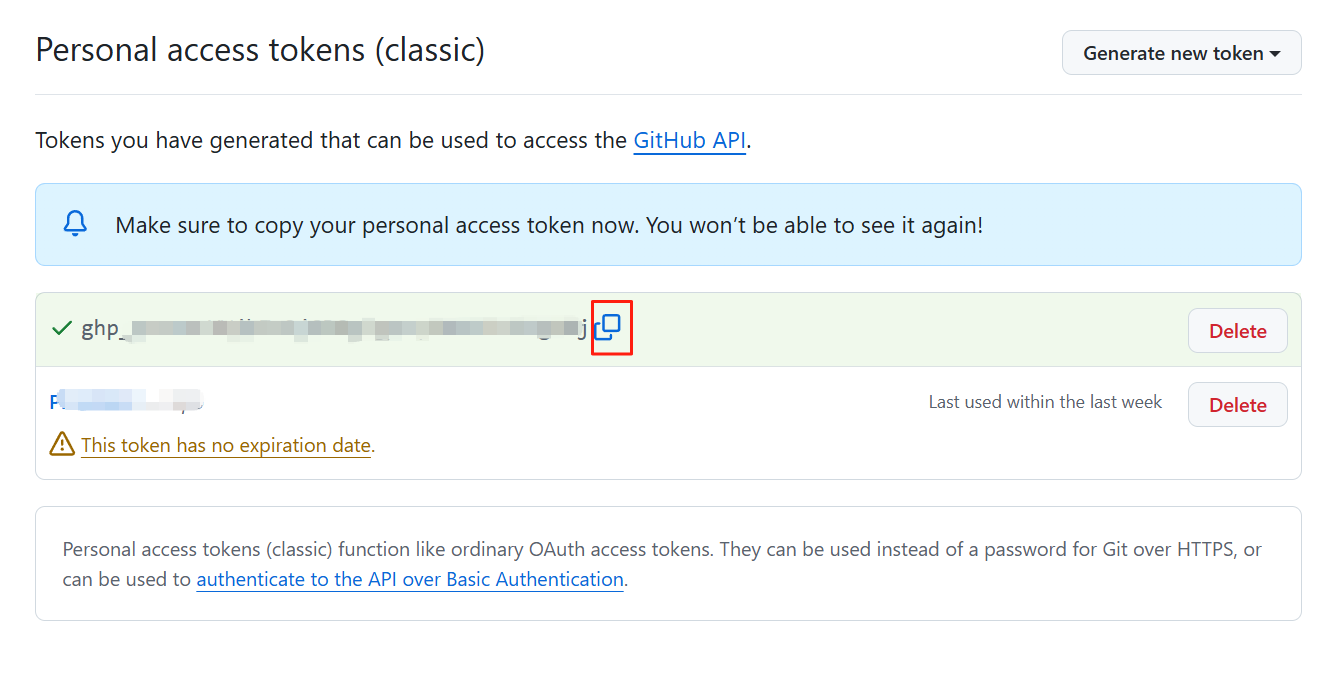 Personal access tokens (classic)
Generate new token
Tokens you have generated that can be used to access the GitHub API.
Make sure to copy your personal access token now. You won’t be able to see it again!
ghp_
Delete
Last used within the last week
Delete
This token has no expiration date.
Personal access tokens (classic) function like ordinary OAuth access tokens. They can be used instead of a password for Git over HTTPS, or
can be used to authenticate to the API over Basic Authentication.